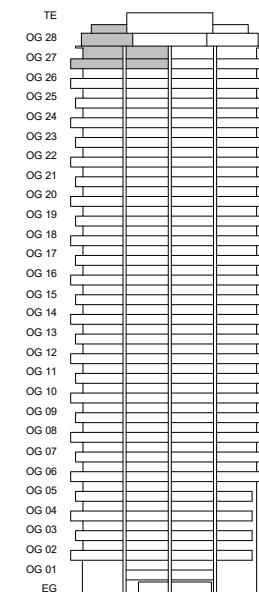 TE
OG 28
OG 27
OG 26
OG 25
OG 24
OG 23
OG 22
OG 21
OG 20
OG 19
OG 18
OG 17
OG 16
OG 15
OG 14
OG 13
OG 12
OG 11
OG 10
OG 09
OG 08
OG 07
OG 06
OG 05
OG 04
OG 03
OG 02
OG 01
EG